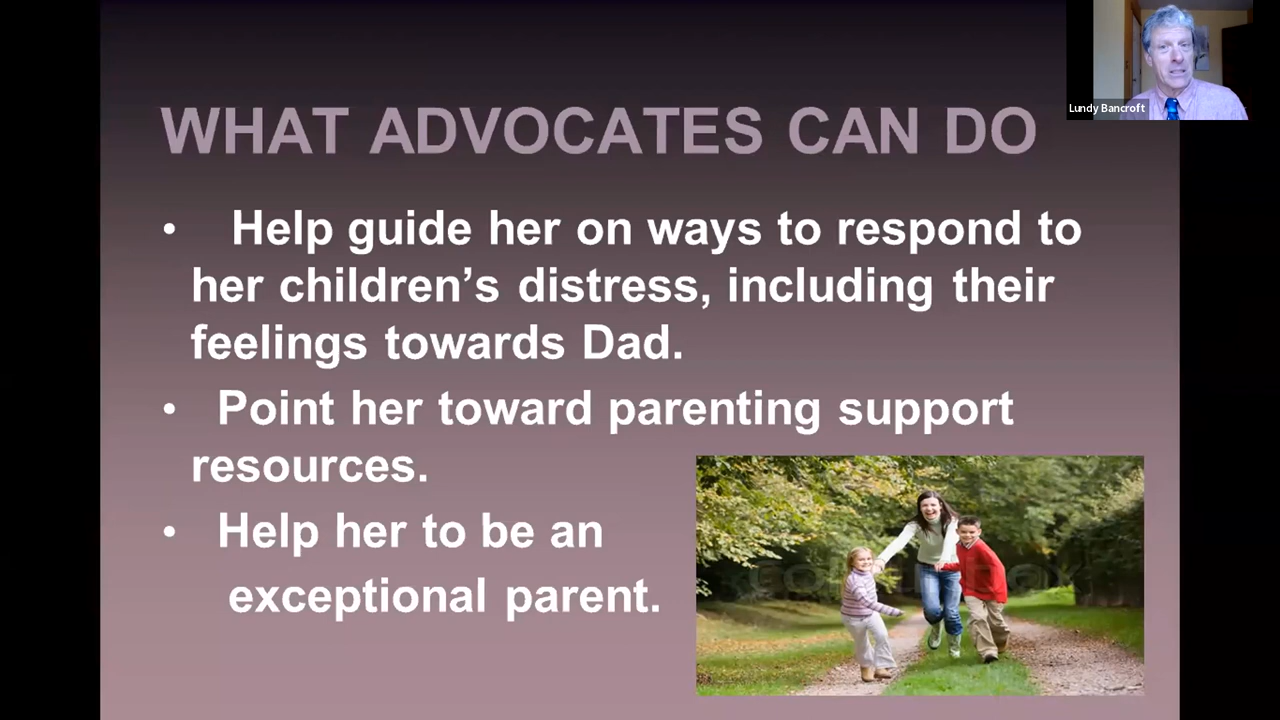 Lundy Bancroft
WHAT ADVOCATES CAN DO
• Help guide her on ways to respond to
her children’s distress, including their
feelings towards Dad.
• Point her toward parenting support
resources.
• Help her to be an
exceptional parent.